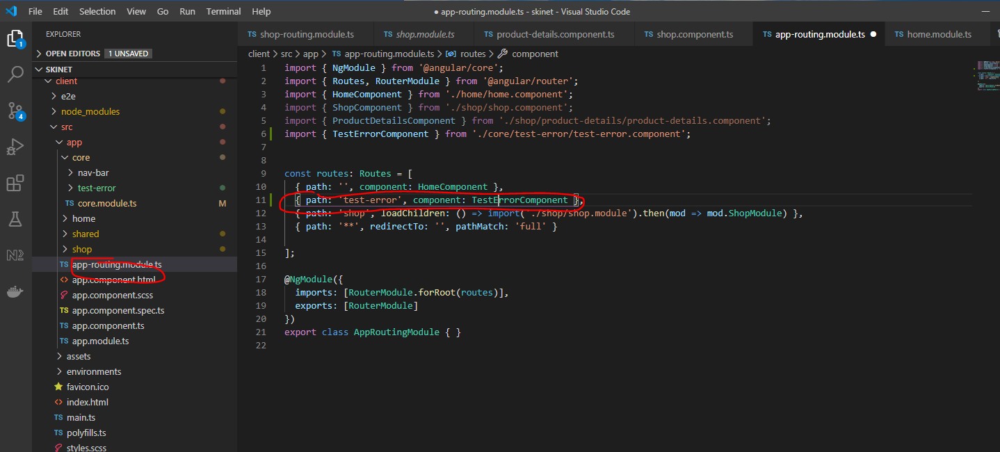 File Edit Selection View Go Run Terminal Help
● app-routing.module.ts - skinet - Visual Studio Code
EXPLORER
OPEN EDITORS 1 UNSAVED
SKINET
client
e2e
node_modules
src
app
core
nav-bar
test-error
TS core.module.ts M
home
shared
shop
TS app-routing.module.ts
<> app.component.html
app.component.scss
TS app.component.spec.ts
TS app.component.ts
TS app.module.ts
assets
environments
favicon.ico
<> index.html
TS main.ts
TS polyfills.ts
styles.scss
1
4
TS shop-routing.module.ts
TS shop.module.ts
TS product-details.component.ts
TS shop.component.ts
TS app-routing.module.ts ●
TS home.module.ts
client > src > app > TS app-routing.module.ts > routes > component
1 import { NgModule } from '@angular/core';
2 import { Routes, RouterModule } from '@angular/router';
3 import { HomeComponent } from './home/home.component';
4 import { ShopComponent } from './shop/shop.component';
5 import { ProductDetailsComponent } from './shop/product-details/product-details.component';
6 import { TestErrorComponent } from './core/test-error/test-error.component';
7
8
9 const routes: Routes = [
10 { path: '', component: HomeComponent },
11 { path: 'test-error', component: TestErrorComponent },
12 { path: 'shop', loadChildren: () => import('./shop/shop.module').then(mod => mod.ShopModule) },
13 { path: '**', redirectTo: '', pathMatch: 'full' }
14
15 ];
16
17 @NgModule({
18 imports: [RouterModule.forRoot(routes)],
19 exports: [RouterModule]
20 })
21 export class AppRoutingModule { }
22